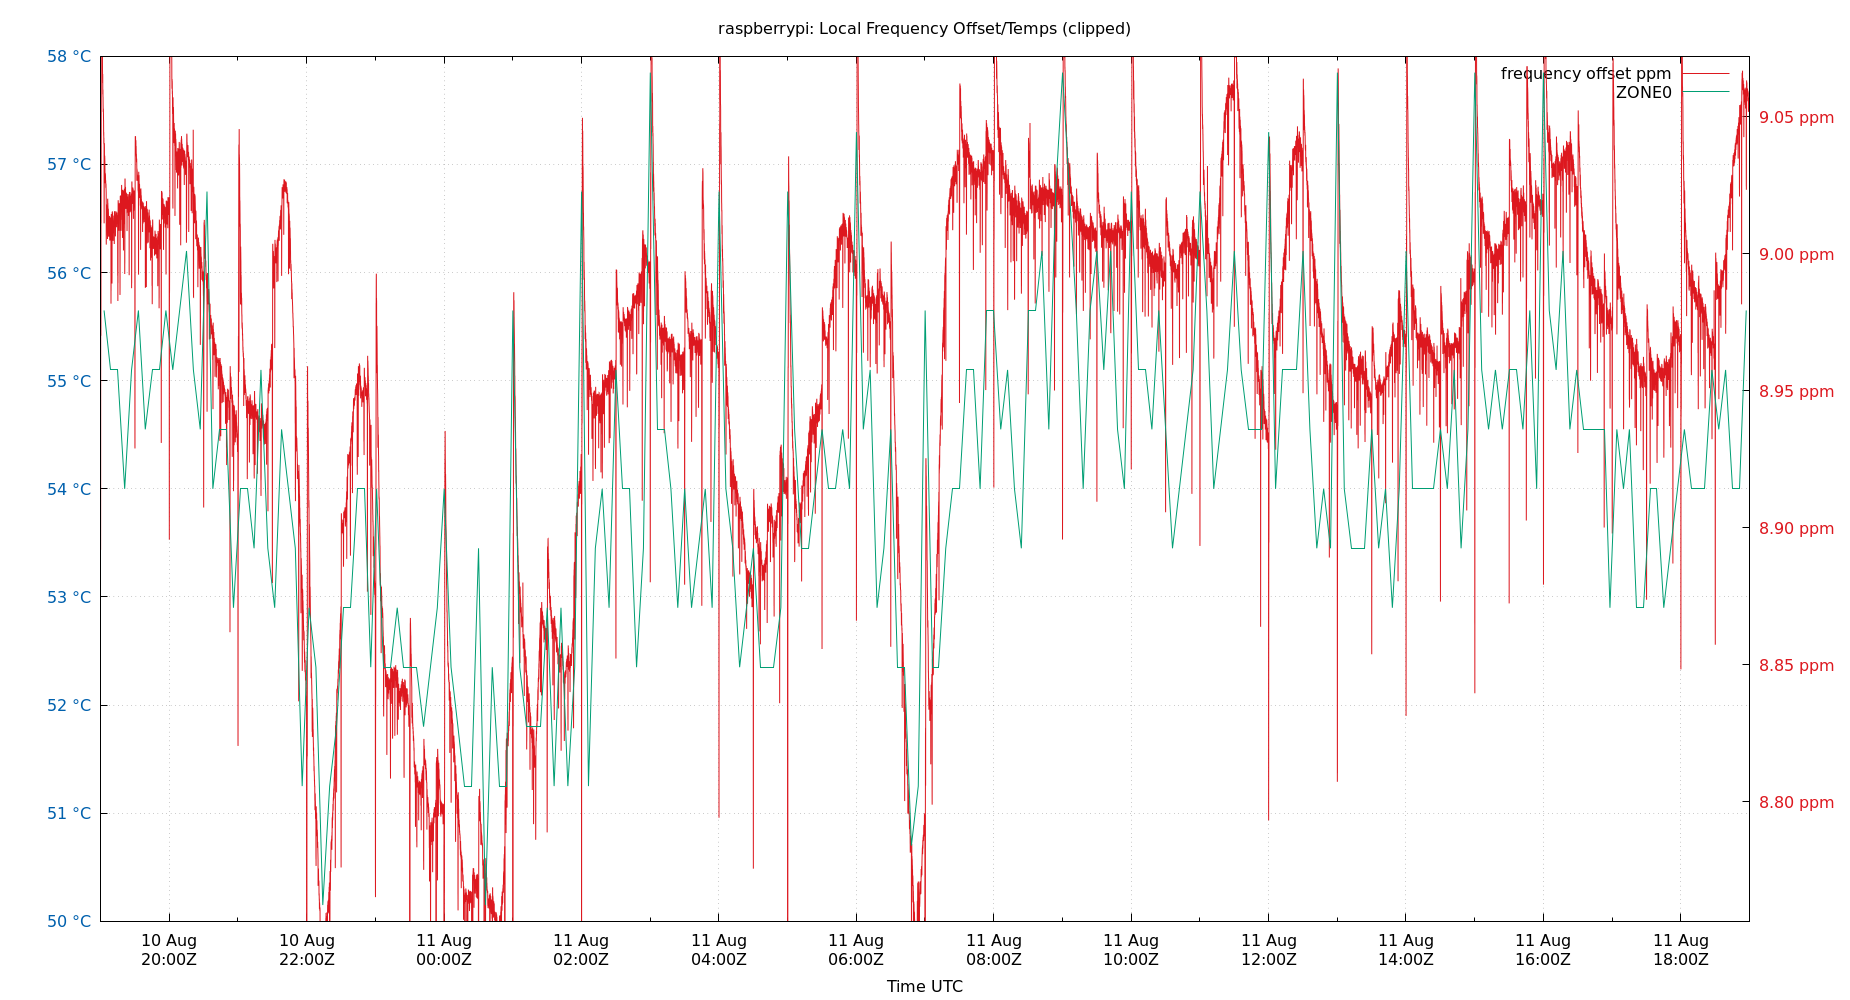 raspberrypi: Local Frequency Offset/Temps (clipped)
frequency offset ppm
ZONE0
58 °C
57 °C
56 °C
55 °C
54 °C
53 °C
52 °C
51 °C
50 °C
9.05 ppm
9.00 ppm
8.95 ppm
8.90 ppm
8.85 ppm
8.80 ppm
10 Aug
20:00Z
10 Aug
22:00Z
11 Aug
00:00Z
11 Aug
02:00Z
11 Aug
04:00Z
11 Aug
06:00Z
11 Aug
08:00Z
11 Aug
10:00Z
11 Aug
12:00Z
11 Aug
14:00Z
11 Aug
16:00Z
11 Aug
18:00Z
Time UTC